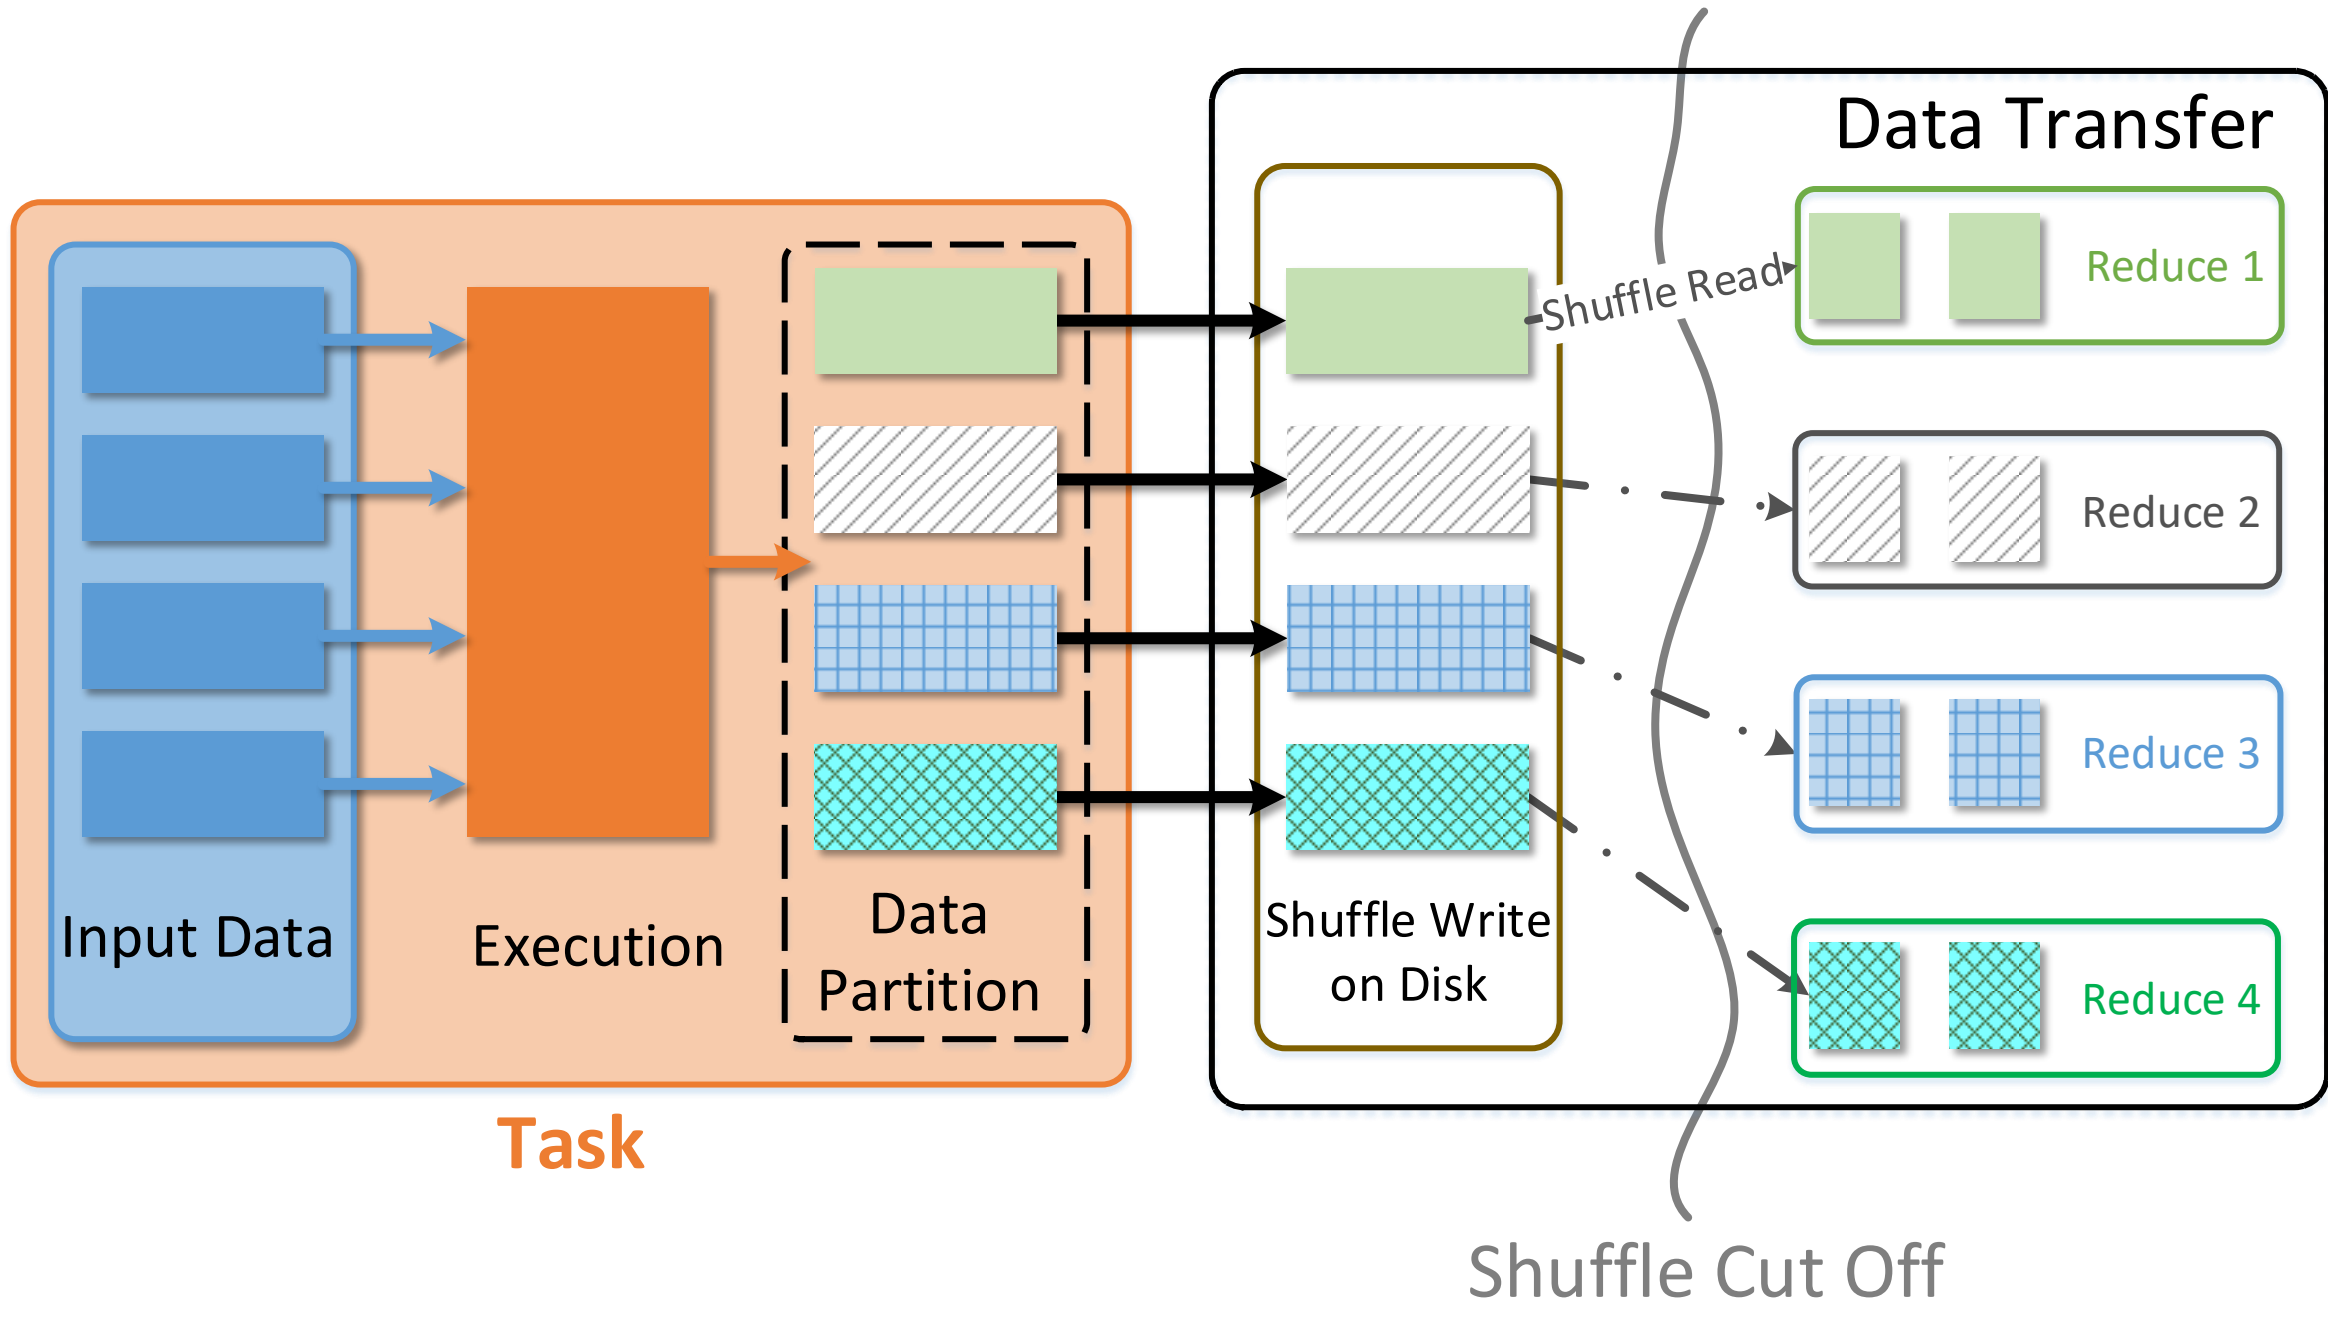 Data Transfer
Shuffle Read
Reduce 1
Reduce 2
Reduce 3
Reduce 4
Input Data
Execution
Data
Partition
Shuffle Write
on Disk
Task
Shuffle Cut Off